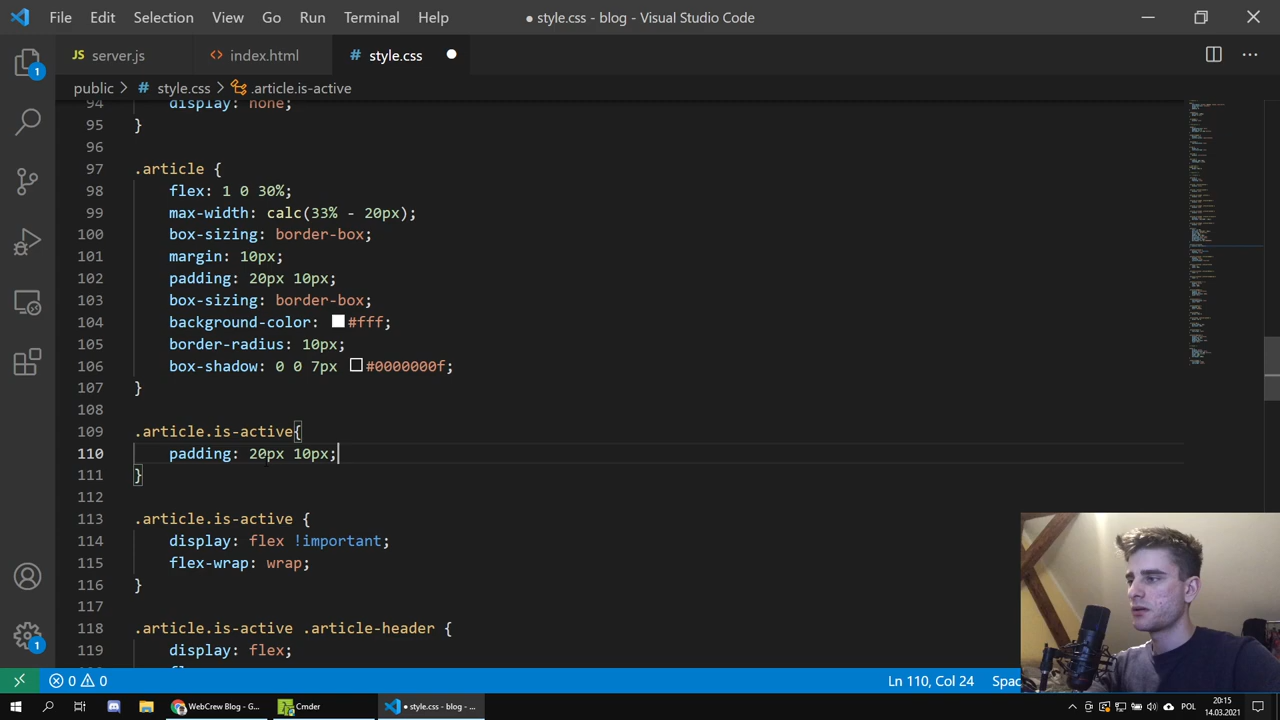 File Edit Selection View Go Run Terminal Help ● style.css - blog - Visual Studio Code
JS server.js <> index.html # style.css
1
public > # style.css > .article.is-active
94 display: none;
95 }
96
97 .article {
98 flex: 1 0 30%;
99 max-width: calc(33% - 20px);
100 box-sizing: border-box;
101 margin: 10px;
102 padding: 20px 10px;
103 box-sizing: border-box;
104 background-color: #fff;
105 border-radius: 10px;
106 box-shadow: 0 0 7px #0000000f;
107 }
108
109 .article.is-active{
110 padding: 20px 10px;
111 }
112
113 .article.is-active {
114 display: flex !important;
115 flex-wrap: wrap;
116 }
117
118 .article.is-active .article-header {
119 display: flex;
1
0 0 Ln 110, Col 24
WebCrew Blog - G... Cmder ● style.css - blog - ... POL 20:15
14.03.2021